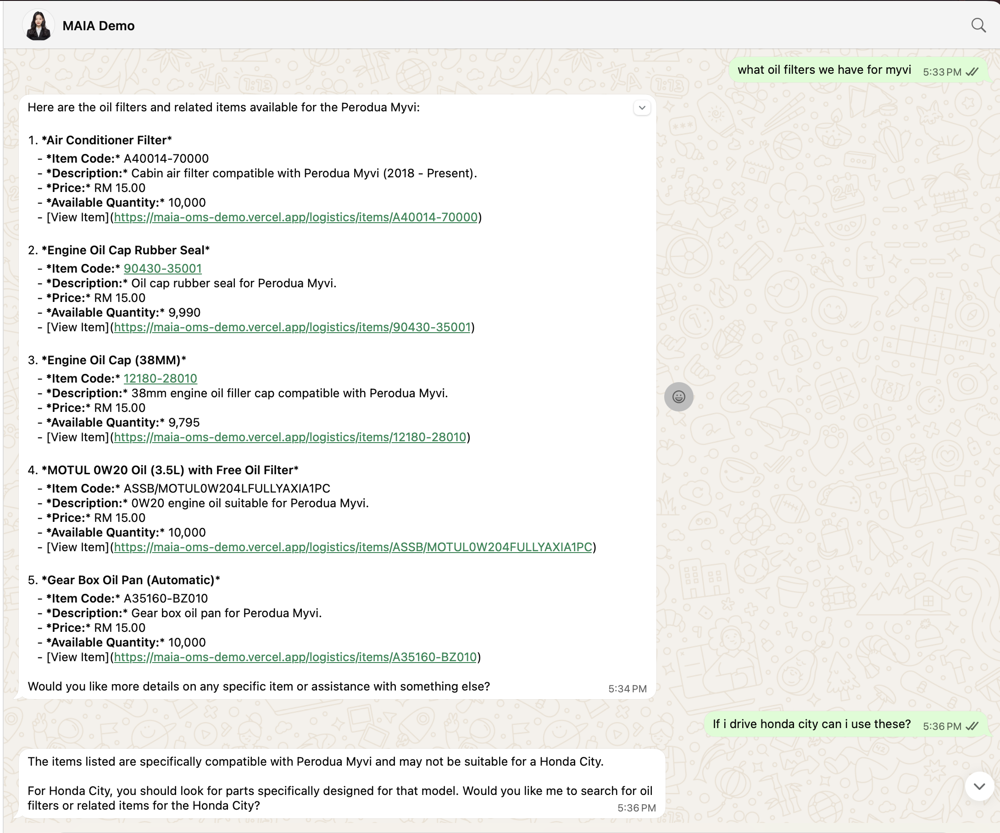 MAIA Demo
what oil filters we have for myvi 5:33 PM
Here are the oil filters and related items available for the Perodua Myvi:
1. *Air Conditioner Filter*
- *Item Code:* A40014-70000
- *Description:* Cabin air filter compatible with Perodua Myvi (2018 - Present).
- *Price:* RM 15.00
- *Available Quantity:* 10,000
- [View Item](https://maia-oms-demo.vercel.app/logistics/items/A40014-70000)
2. *Engine Oil Cap Rubber Seal*
- *Item Code:* 90430-35001
- *Description:* Oil cap rubber seal for Perodua Myvi.
- *Price:* RM 15.00
- *Available Quantity:* 9,990
- [View Item](https://maia-oms-demo.vercel.app/logistics/items/90430-35001)
3. *Engine Oil Cap (38MM)*
- *Item Code:* 12180-28010
- *Description:* 38mm engine oil filler cap compatible with Perodua Myvi.
- *Price:* RM 15.00
- *Available Quantity:* 9,795
- [View Item](https://maia-oms-demo.vercel.app/logistics/items/12180-28010)
4. *MOTUL 0W20 Oil (3.5L) with Free Oil Filter*
- *Item Code:* ASSB/MOTUL0W204LFULLYAXIA1PC
- *Description:* 0W20 engine oil suitable for Perodua Myvi.
- *Price:* RM 15.00
- *Available Quantity:* 10,000
- [View Item](https://maia-oms-demo.vercel.app/logistics/items/ASSB/MOTUL0W204FULLYAXIA1PC)
5. *Gear Box Oil Pan (Automatic)*
- *Item Code:* A35160-BZ010
- *Description:* Gear box oil pan for Perodua Myvi.
- *Price:* RM 15.00
- *Available Quantity:* 10,000
- [View Item](https://maia-oms-demo.vercel.app/logistics/items/A35160-BZ010)
Would you like more details on any specific item or assistance with something else? 5:34 PM
If i drive honda city can i use these? 5:36 PM
The items listed are specifically compatible with Perodua Myvi and may not be suitable for a Honda City.
For Honda City, you should look for parts specifically designed for that model. Would you like me to search for oil
filters or related items for the Honda City? 5:36 PM